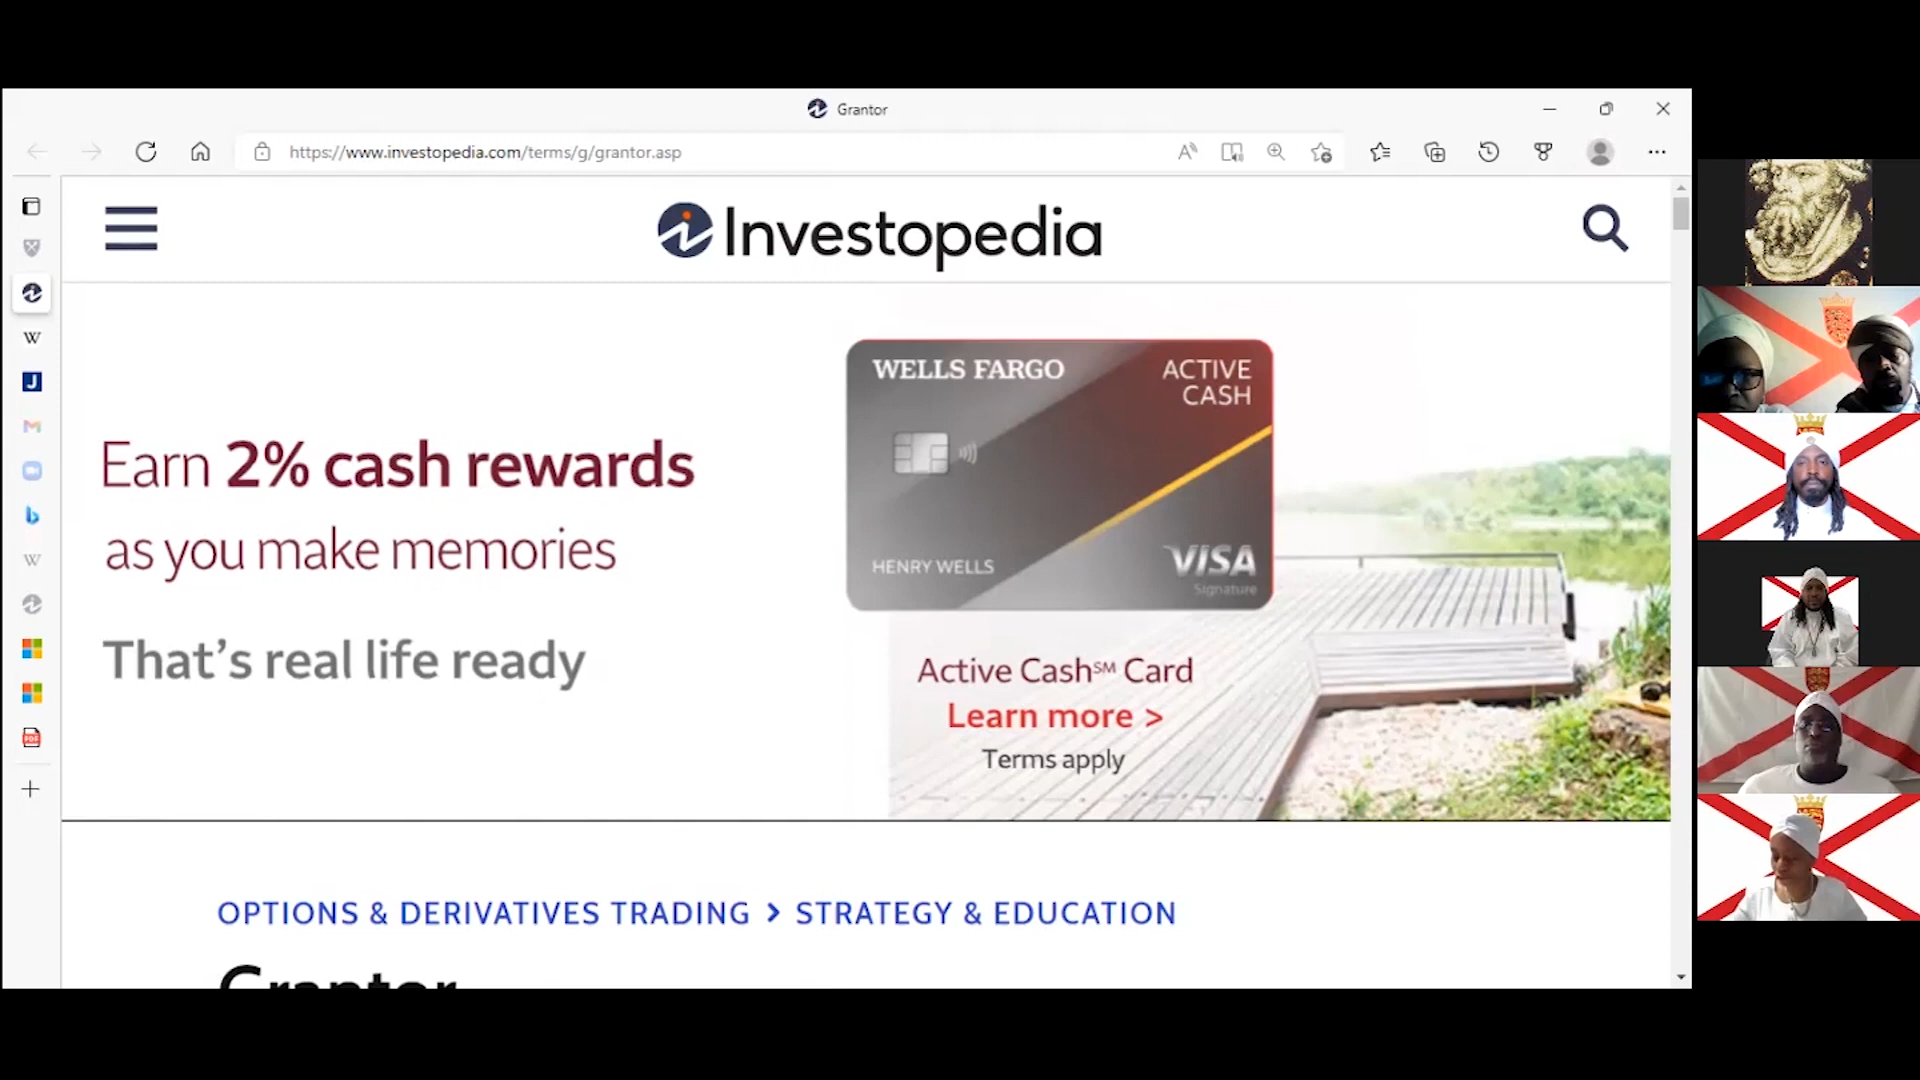 Grantor
https://www.investopedia.com/terms/g/grantor.asp
Investopedia
WELLS FARGO
ACTIVE
CASH
Earn 2% cash rewards
as you make memories
HENRY WELLS
VISA
Signature
That's real life ready
Active Cash℠ Card
Learn more >
Terms apply
OPTIONS & DERIVATIVES TRADING > STRATEGY & EDUCATION
Grantor